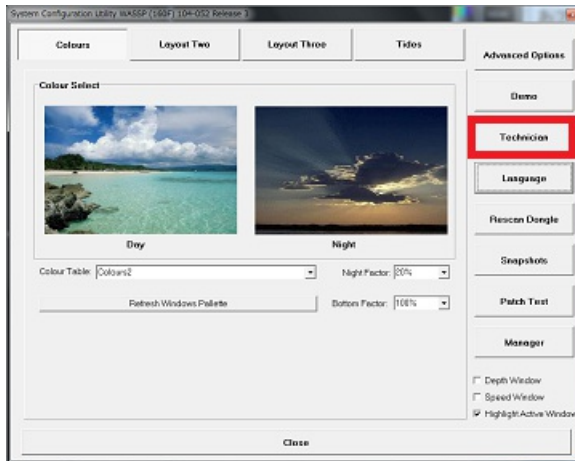 System Configuration Utility WASSP (160F) 104-052 Release 3
Colours
Layout Two
Layout Three
Tides
Colour Select
Day
Night
Colour Table: Colours2
Night Factor: 20%
Refresh Windows Pallette
Bottom Factor: 100%
Advanced Options
Demo
Technician
Language
Rescan Dongle
Snapshots
Patch Test
Manager
Depth Window
Speed Window
Highlight Active Window
Close